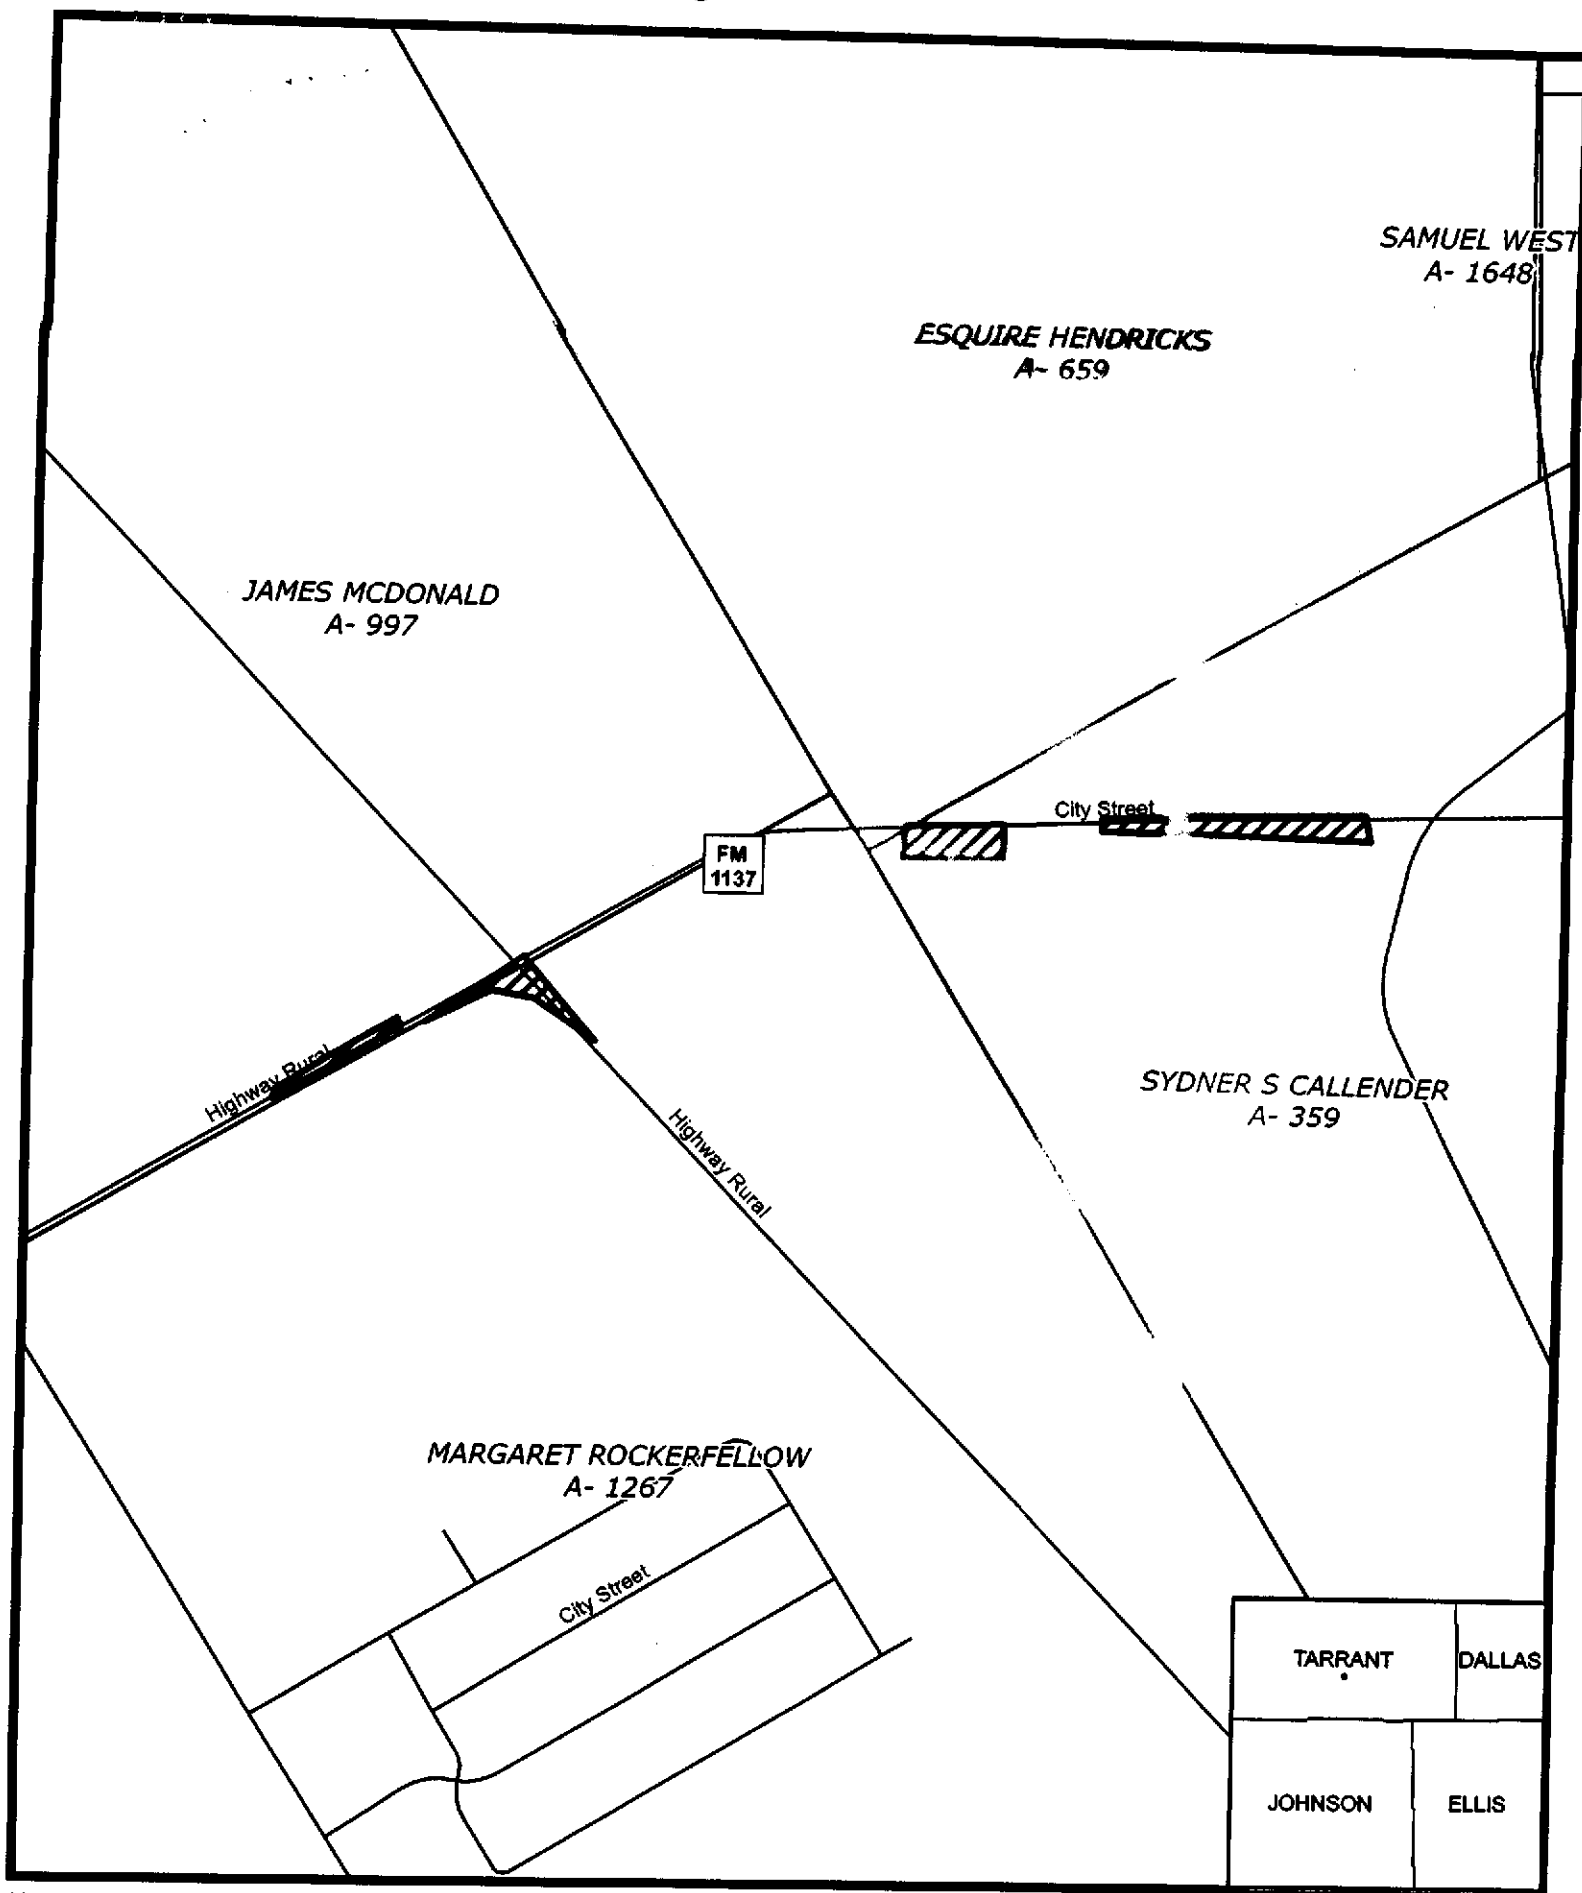 SAMUEL WEST
A- 1648
ESQUIRE HENDRICKS
A- 659
JAMES MCDONALD
A- 997
City Street
FM
1137
Highway Rural
Highway Rural
SYDNER S CALLENDER
A- 359
MARGARET ROCKERFELLOW
A- 1267
City Street
TARRANT
DALLAS
JOHNSON
ELLIS